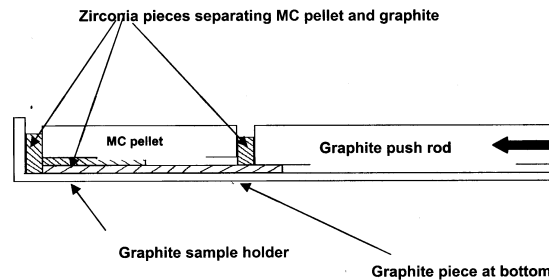 Zirconia pieces separating MC pellet and graphite
MC pellet
Graphite push rod
Graphite sample holder
Graphite piece at bottom